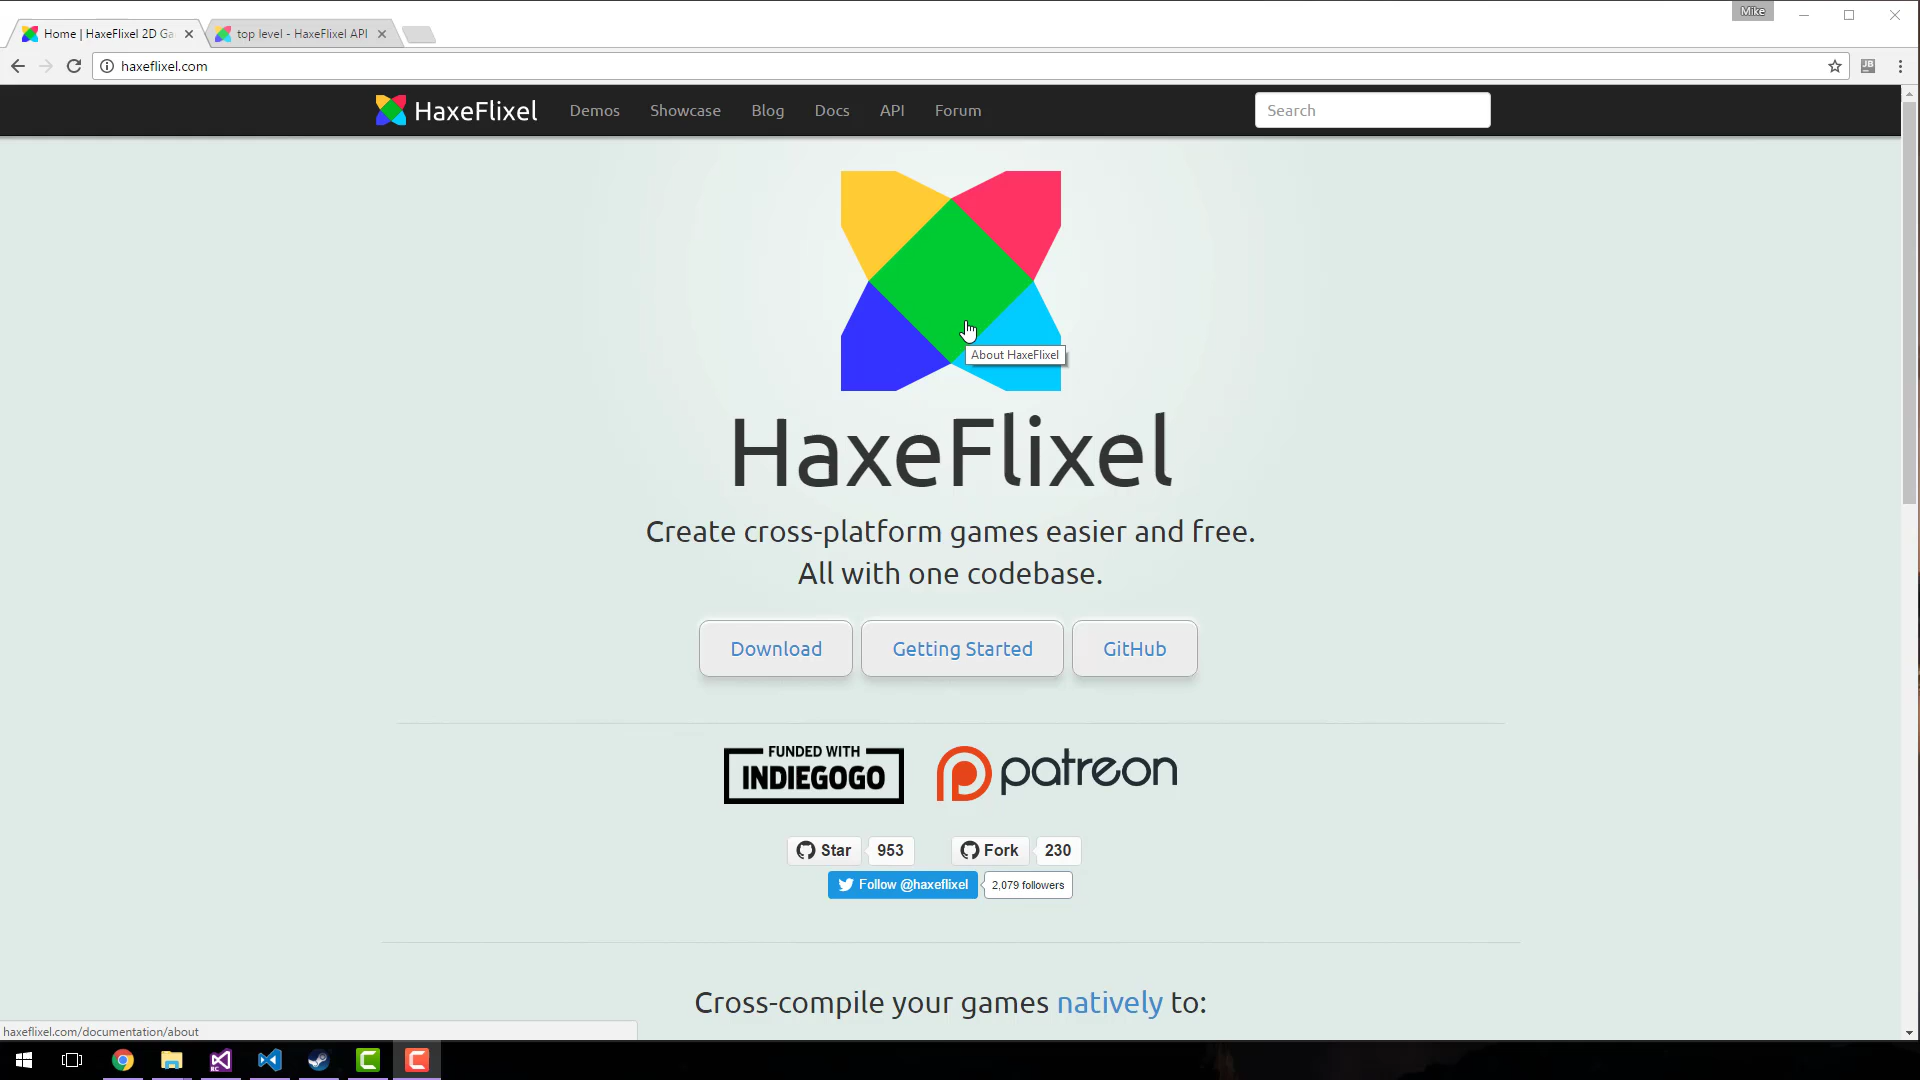 Mike
Home | HaxeFlixel 2D Ga
top level - HaxeFlixel API
haxeflixel.com
JB
HaxeFlixel
Demos
Showcase
Blog
Docs
API
Forum
Search
About HaxeFlixel
HaxeFlixel
Create cross-platform games easier and free.
All with one codebase.
Download
Getting Started
GitHub
FUNDED WITH
INDIEGOGO
patreon
Star
953
Fork
230
Follow @haxeflixel
2,079 followers
Cross-compile your games natively to:
haxeflixel.com/documentation/about
RC